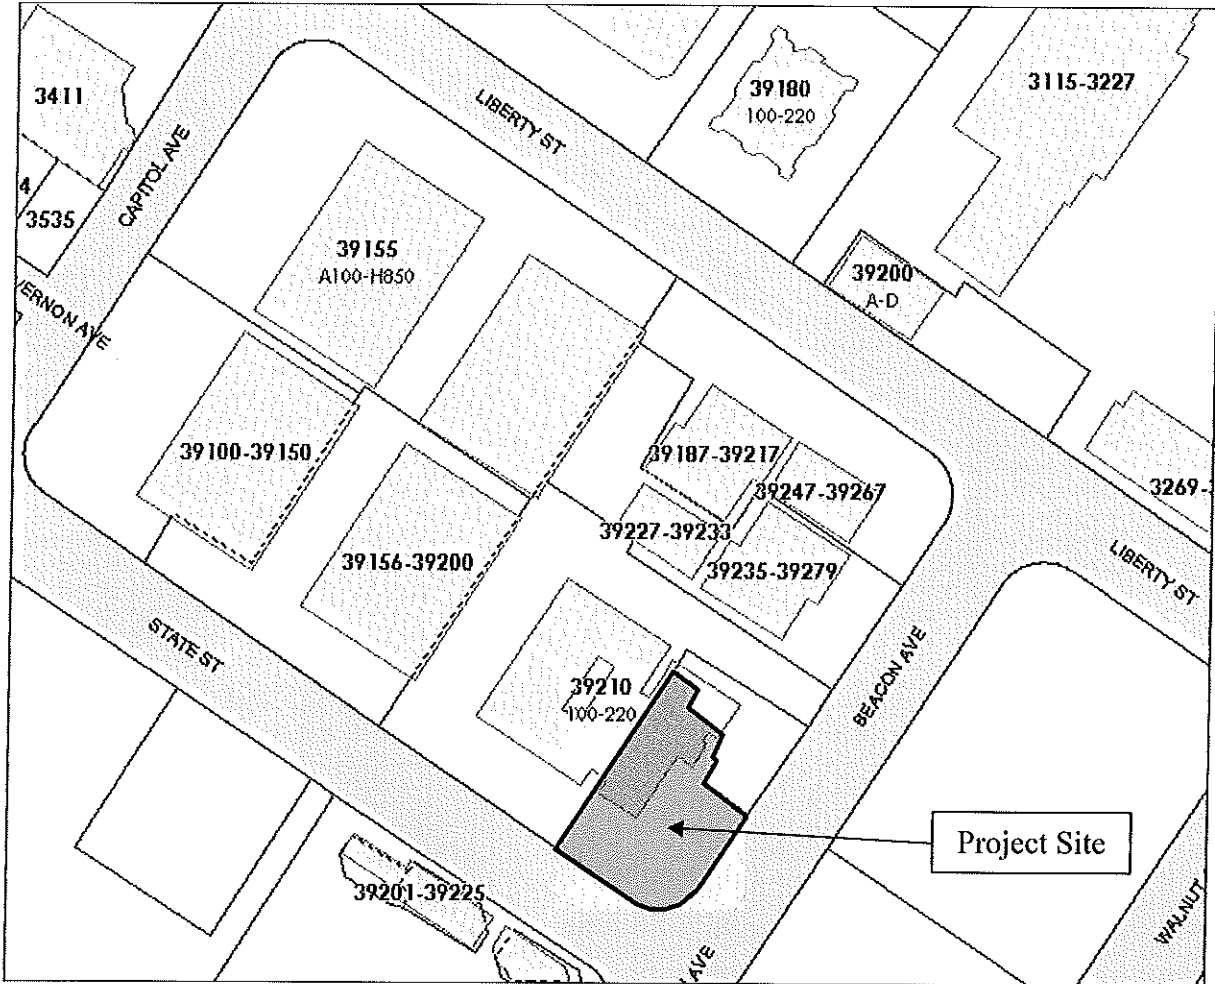 3411
39180
100-220
3115-3227
LIBERTY ST
CAPITOL AVE
4
3535
39155
A100-H850
39200
A-D
VERNON AVE
39100-39150
39187-39217
39247-39267
3269-
39227-39233
39156-39200
39235-39279
LIBERTY ST
STATE ST
BEACON AVE
39210
100-220
Project Site
39201-39225
WALNUT
AVE